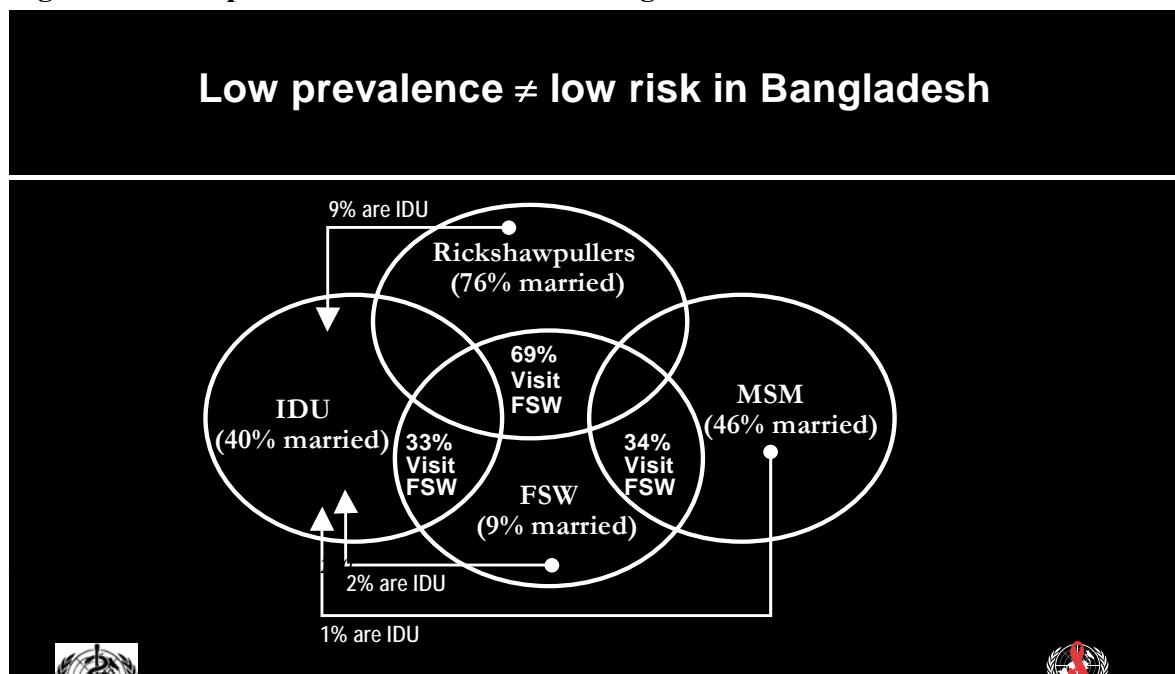 Low prevalence ≠ low risk in Bangladesh
9% are IDU
Rickshawpullers
(76% married)
69%
Visit
FSW
IDU
(40% married)
MSM
(46% married)
33%
Visit
FSW
34%
Visit
FSW
FSW
(9% married)
2% are IDU
1% are IDU